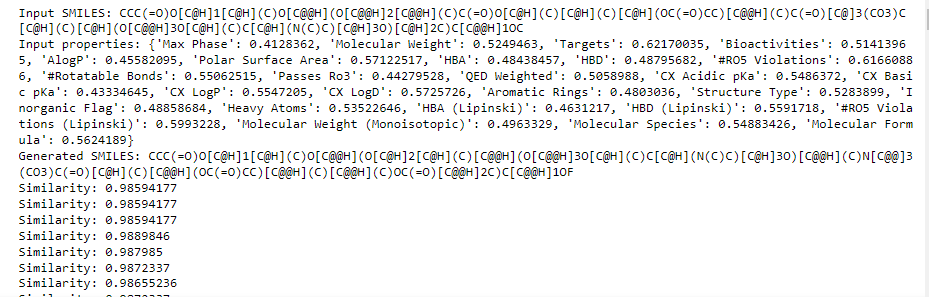 Input SMILES: CCC(=O)O[C@H]1[C@H](C)O[C@@H](O[C@@H]2[C@@H](C)C(=O)O[C@H](C)[C@H](C)[C@H](OC(=O)CC)[C@@H](C)C(=O)[C@]3(CO3)C
[C@H](C)[C@H](O[C@@H]3O[C@H](C)C[C@H](N(C)C)[C@H]3O)[C@H]2C)C[C@H]1OC
Input properties: {'Max Phase': 0.4128362, 'Molecular Weight': 0.5249463, 'Targets': 0.62170035, 'Bioactivities': 0.5141396
5, 'AlogP': 0.45582095, 'Polar Surface Area': 0.57122517, 'HBA': 0.48438457, 'HBD': 0.48795682, '#RO5 Violations': 0.6166088
6, '#Rotatable Bonds': 0.55062515, 'Passes Ro3': 0.44279528, 'QED Weighted': 0.5058988, 'CX Acidic pKa': 0.5486372, 'CX Basi
c pKa': 0.43334645, 'CX LogP': 0.5547205, 'CX LogD': 0.5725726, 'Aromatic Rings': 0.4803036, 'Structure Type': 0.5283899, 'I
norganic Flag': 0.48858684, 'Heavy Atoms': 0.53522646, 'HBA (Lipinski)': 0.4631217, 'HBD (Lipinski)': 0.5591718, '#RO5 Viola
tions (Lipinski)': 0.5993228, 'Molecular Weight (Monoisotopic)': 0.4963329, 'Molecular Species': 0.54883426, 'Molecular Form
ula': 0.5624189}
Generated SMILES: CCC(=O)O[C@H]1[C@H](C)O[C@@H](O[C@H]2[C@H](C)[C@@H](O[C@@H]3O[C@H](C)C[C@H](N(C)C)[C@H]3O)[C@@H](C)N[C@@]3
(CO3)C(=O)[C@H](C)[C@@H](OC(=O)CC)[C@@H](C)[C@@H](C)OC(=O)[C@@H]2C)C[C@@H]1OF
Similarity: 0.98594177
Similarity: 0.98594177
Similarity: 0.98594177
Similarity: 0.9889846
Similarity: 0.987985
Similarity: 0.9872337
Similarity: 0.98655236